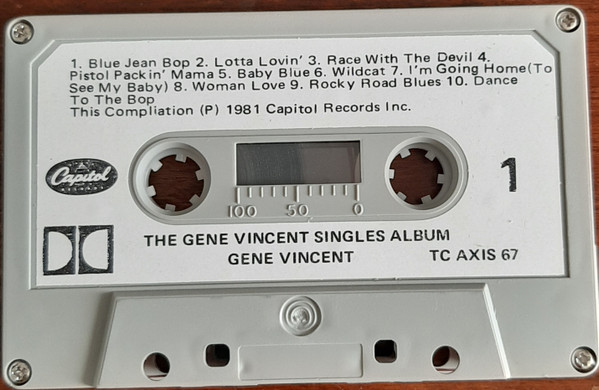 1. Blue Jean Bop 2. Lotta Lovin' 3. Race With The Devil 4.
Pistol Packin' Mama 5. Baby Blue 6. Wildcat 7. I'm Going Home(To
See My Baby) 8. Woman Love 9. Rocky Road Blues 10. Dance
To The Bop
This Compliation (P) 1981 Capitol Records Inc.
Capitol
1
100 50 0
THE GENE VINCENT SINGLES ALBUM
GENE VINCENT TC AXIS 67